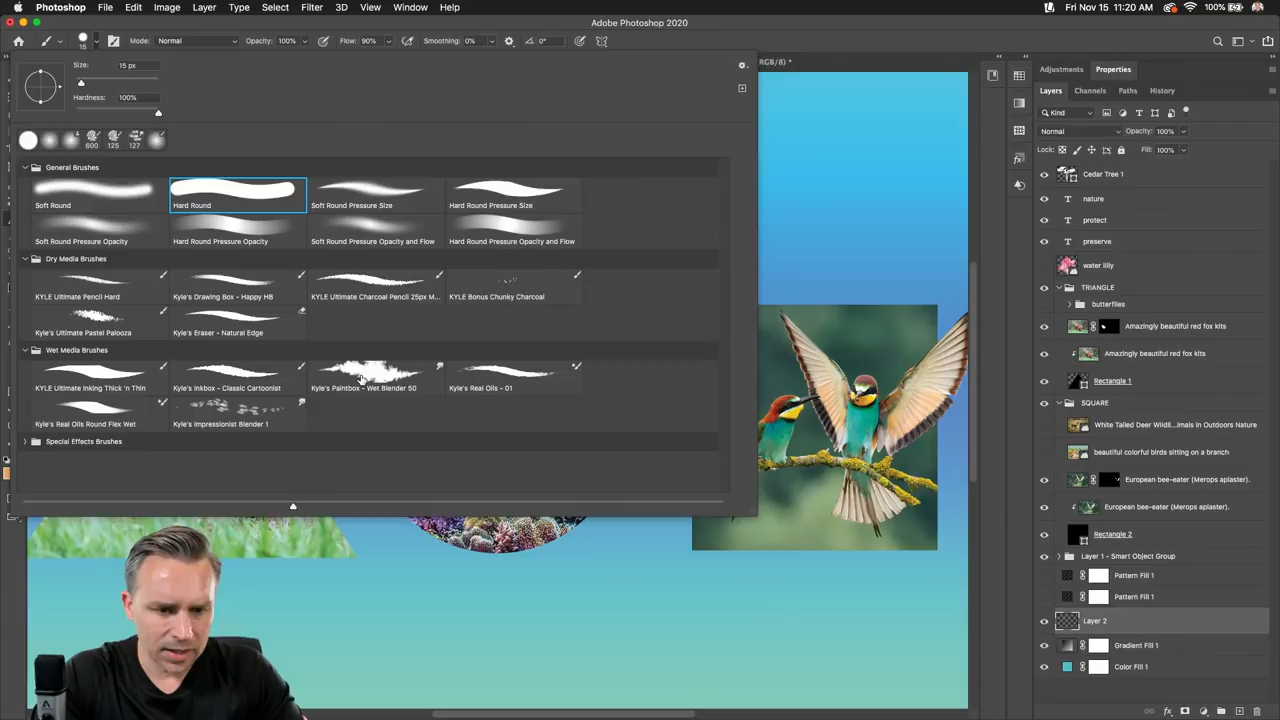 Photoshop File Edit Image Layer Type Select Filter 3D View Window Help 100% Fri Nov 15 11:20 AM
Adobe Photoshop 2020
15 Mode: Normal Opacity: 100% Flow: 90% Smoothing: 0% 0°
RGB/8) *
Size: 15 px
Hardness: 100%
600 125 127
General Brushes
Soft Round Hard Round Soft Round Pressure Size Hard Round Pressure Size
Soft Round Pressure Opacity Hard Round Pressure Opacity Soft Round Pressure Opacity and Flow Hard Round Pressure Opacity and Flow
Dry Media Brushes
KYLE Ultimate Pencil Hard Kyle's Drawing Box - Happy HB KYLE Ultimate Charcoal Pencil 25px M... KYLE Bonus Chunky Charcoal
Kyle's Ultimate Pastel Palooza Kyle's Eraser - Natural Edge
Wet Media Brushes
KYLE Ultimate Inking Thick 'n Thin Kyle's Inkbox - Classic Cartoonist Kyle's Paintbox - Wet Blender 50 Kyle's Real Oils - 01
Kyle's Real Oils Round Flex Wet Kyle's Impressionist Blender 1
Special Effects Brushes
Adjustments Properties
Layers Channels Paths History
Kind
Normal Opacity: 100%
Lock: Fill: 100%
Cedar Tree 1
nature
protect
preserve
water lilly
TRIANGLE
butterflies
Amazingly beautiful red fox kits
Amazingly beautiful red fox kits
Rectangle 1
SQUARE
White Tailed Deer Wildli...imals in Outdoors Nature
beautiful colorful birds sitting on a branch
European bee-eater (Merops apiaster).
European bee-eater (Merops apiaster).
Rectangle 2
Layer 1 - Smart Object Group
Pattern Fill 1
Pattern Fill 1
Layer 2
Gradient Fill 1
Color Fill 1